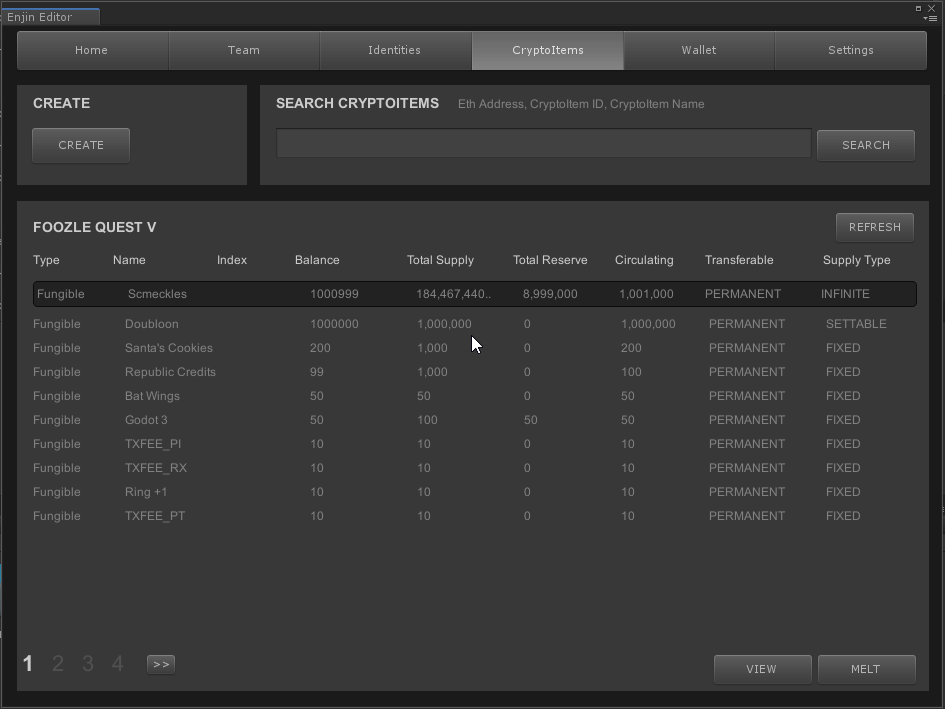 Enjin Editor
Home Team Identities CryptoItems Wallet Settings
CREATE
CREATE
SEARCH CRYPTOITEMS Eth Address, CryptoItem ID, CryptoItem Name
SEARCH
FOOZLE QUEST V
REFRESH
Type Name Index Balance Total Supply Total Reserve Circulating Transferable Supply Type
Fungible Scmeckles 1000999 184,467,440.. 8,999,000 1,001,000 PERMANENT INFINITE
Fungible Doubloon 1000000 1,000,000 0 1,000,000 PERMANENT SETTABLE
Fungible Santa's Cookies 200 1,000 0 200 PERMANENT FIXED
Fungible Republic Credits 99 1,000 0 100 PERMANENT FIXED
Fungible Bat Wings 50 50 0 50 PERMANENT FIXED
Fungible Godot 3 50 100 50 50 PERMANENT FIXED
Fungible TXFEE_PI 10 10 0 10 PERMANENT FIXED
Fungible TXFEE_RX 10 10 0 10 PERMANENT FIXED
Fungible Ring +1 10 10 0 10 PERMANENT FIXED
Fungible TXFEE_PT 10 10 0 10 PERMANENT FIXED
1 2 3 4 >>
VIEW MELT